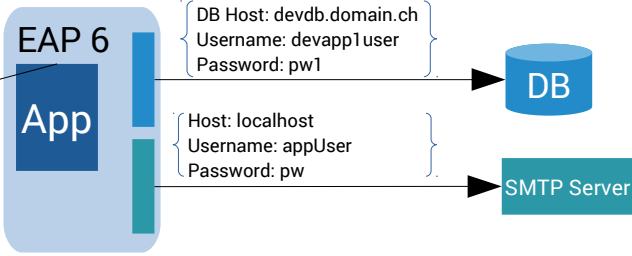 EAP 6
App
DB Host: devdb.domain.ch
Username: devapp1user
Password: pw1
DB
Host: localhost
Username: appUser
Password: pw
SMTP Server